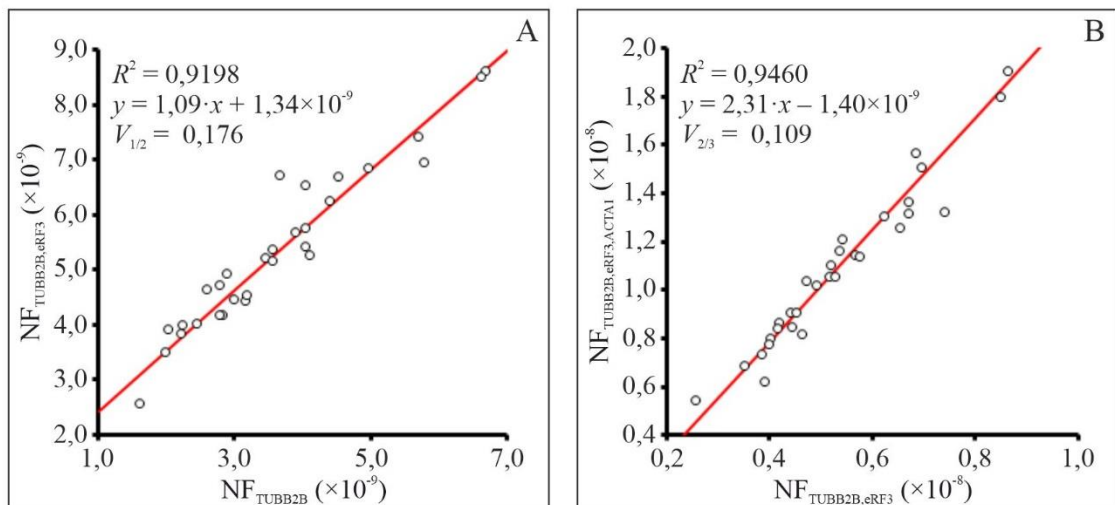 A
R² = 0,9198
y = 1,09·x + 1,34×10⁻⁹
V₁/₂ = 0,176
NF_TUBB2B,eRF3 (×10⁻⁹)
9,0
8,0
7,0
6,0
5,0
4,0
3,0
2,0
1,0 3,0 5,0 7,0
NF_TUBB2B (×10⁻⁹)
B
R² = 0,9460
y = 2,31·x – 1,40×10⁻⁹
V₂/₃ = 0,109
NF_TUBB2B,eRF3,ACTA1 (×10⁻⁸)
2,0
1,8
1,6
1,4
1,2
1,0
0,8
0,6
0,4
0,2 0,4 0,6 0,8 1,0
NF_TUBB2B,eRF3 (×10⁻⁸)